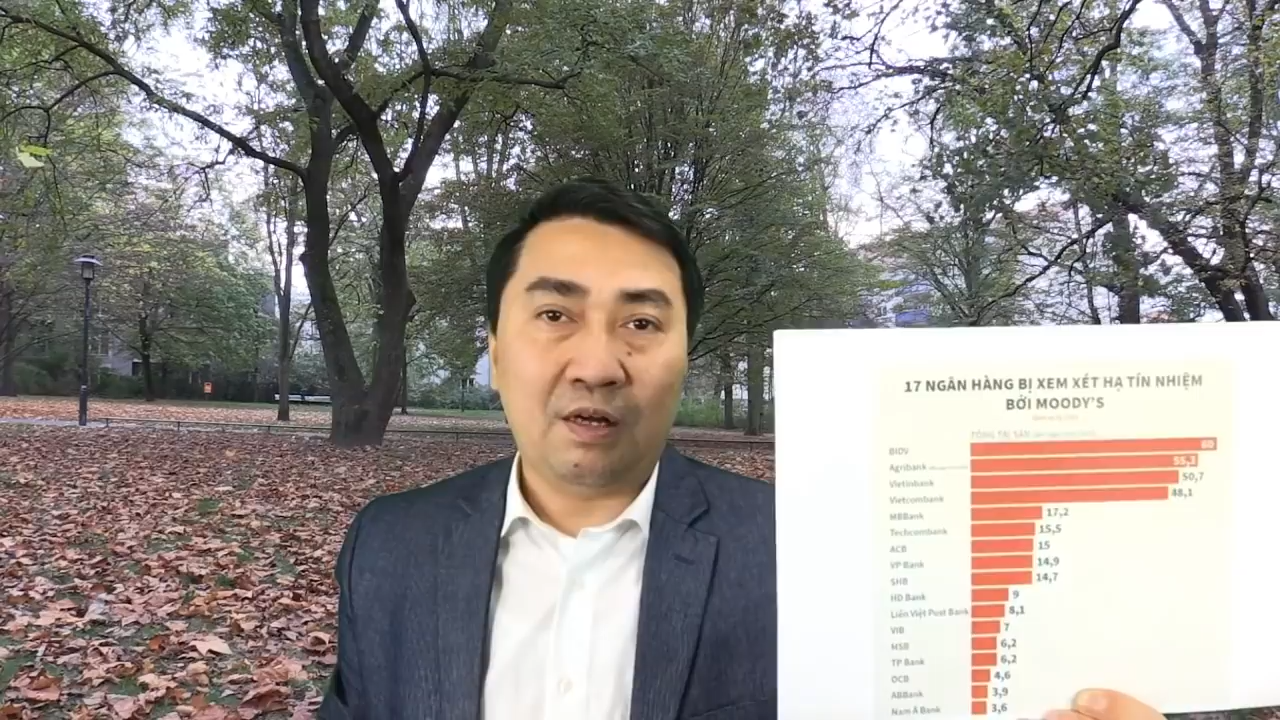 17 NGÂN HÀNG BỊ XEM XÉT HẠ TÍN NHIỆM
BỞI MOODY'S
TỔNG TÀI SẢN
BIDV 60
Agribank 55,3
Vietinbank 50,7
Vietcombank 48,1
MBBank 17,2
Techcombank 15,5
ACB 15
VP Bank 14,9
SHB 14,7
HD Bank 9
Liên Việt Post Bank 8,1
VIB 7
MSB 6,2
TP Bank 6,2
OCB 4,6
ABBank 3,9
Nam Á Bank 3,6